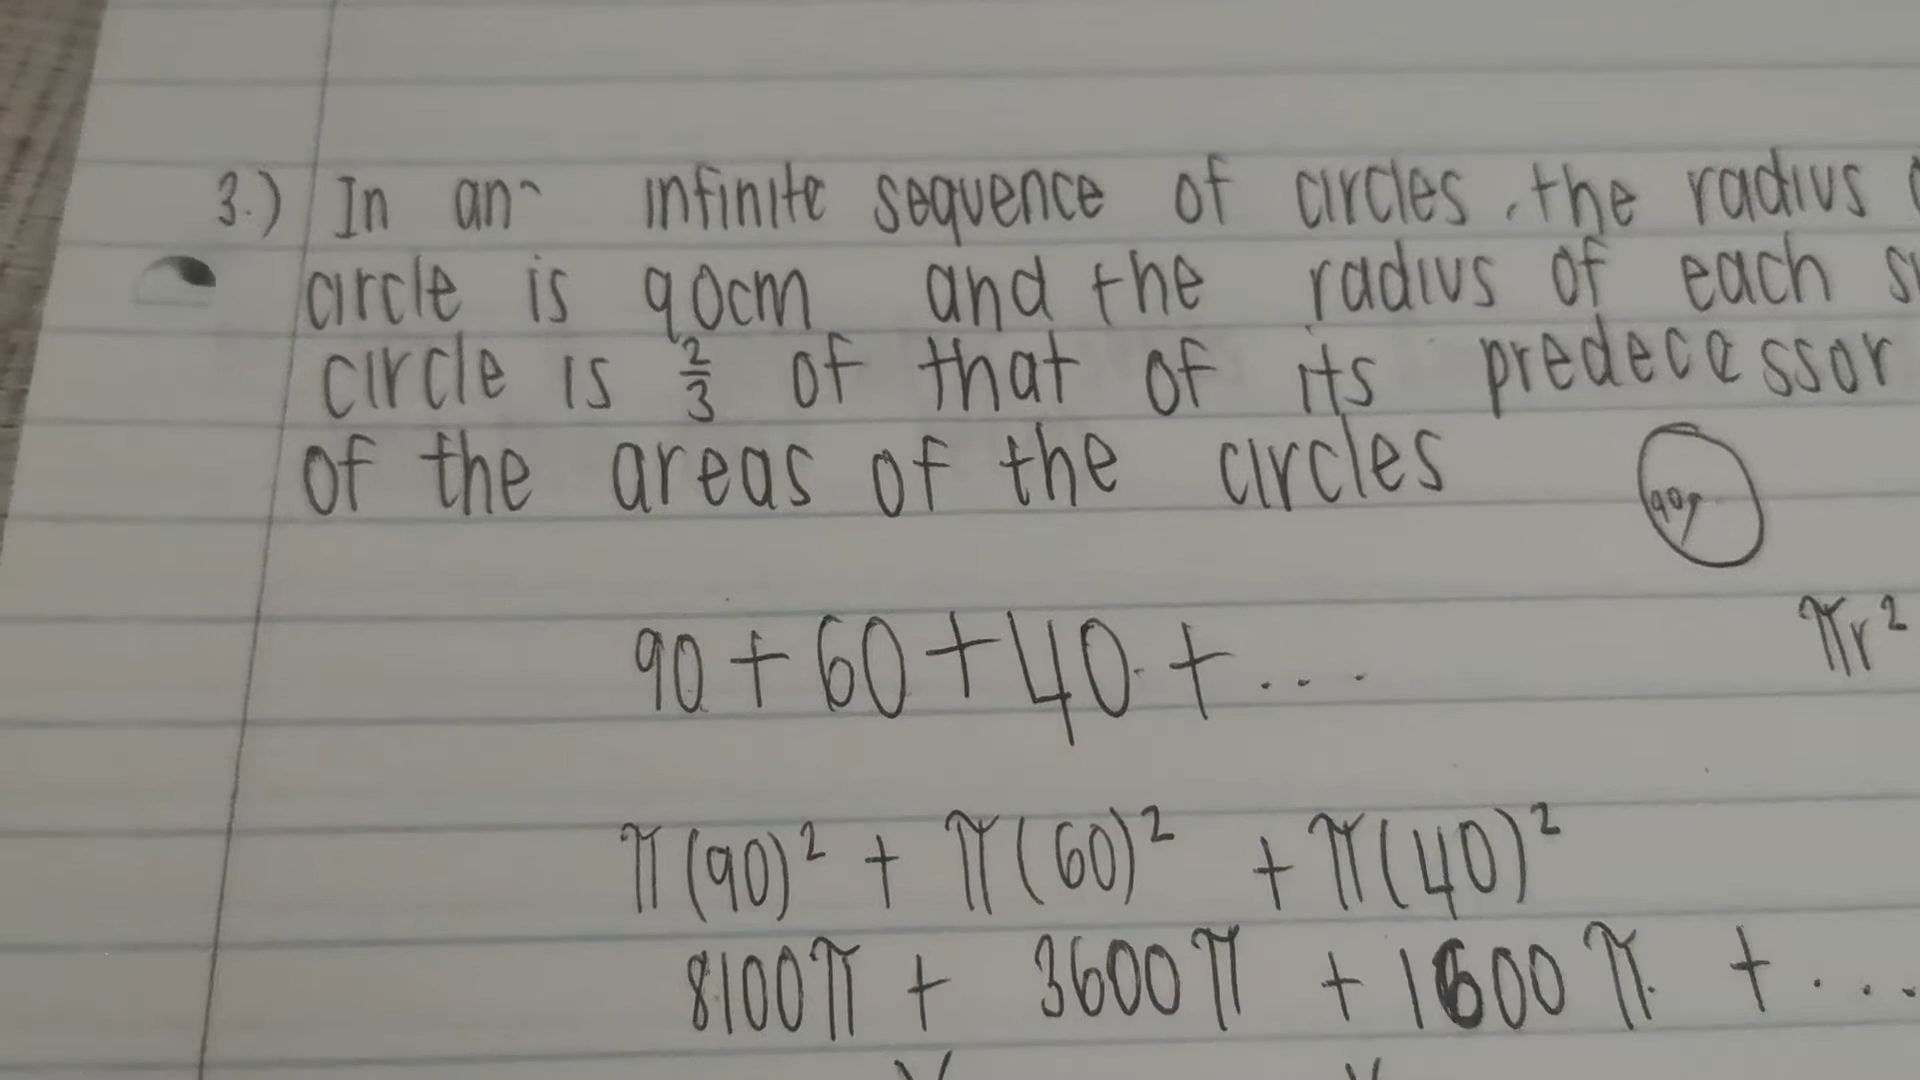 3.) In an infinite sequence of circles, the radius
circle is 90cm and the radius of each
circle is 2/3 of that of its predecessor
of the areas of the circles
90
90 + 60 + 40 + ....
πr²
π(90)² + π(60)² + π(40)²
8100π + 3600π + 1600π + ...